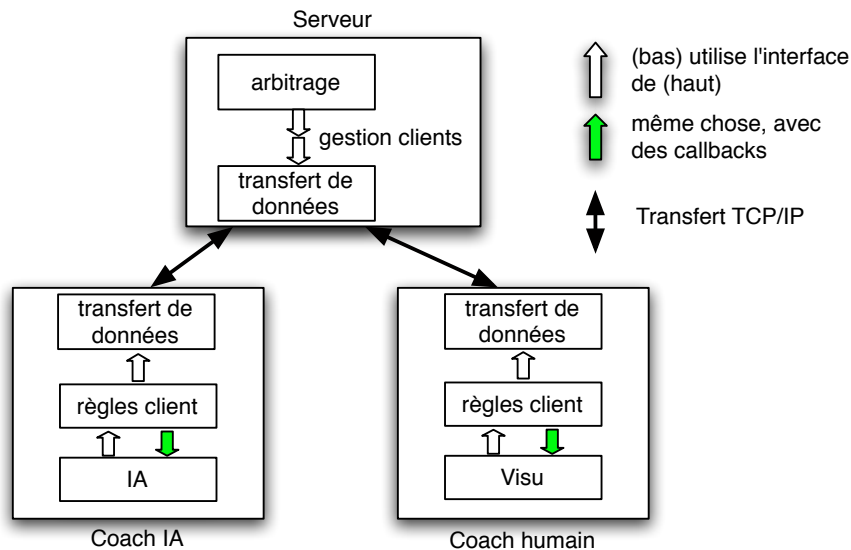 Serveur
arbitrage
gestion clients
transfert de
données
(bas) utilise l'interface
de (haut)
même chose, avec
des callbacks
Transfert TCP/IP
transfert de
données
règles client
IA
Coach IA
transfert de
données
règles client
Visu
Coach humain